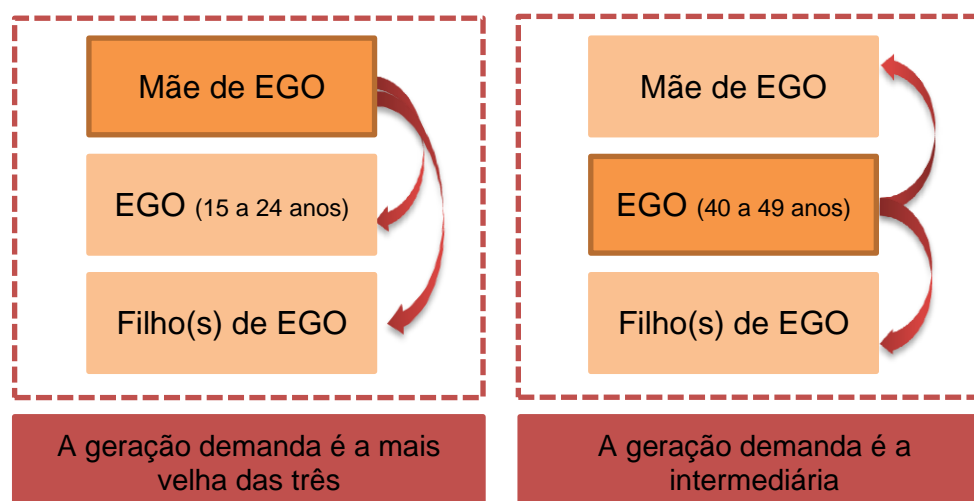 Mãe de EGO
EGO (15 a 24 anos)
Filho(s) de EGO
A geração demanda é a mais
velha das três
Mãe de EGO
EGO (40 a 49 anos)
Filho(s) de EGO
A geração demanda é a
intermediária